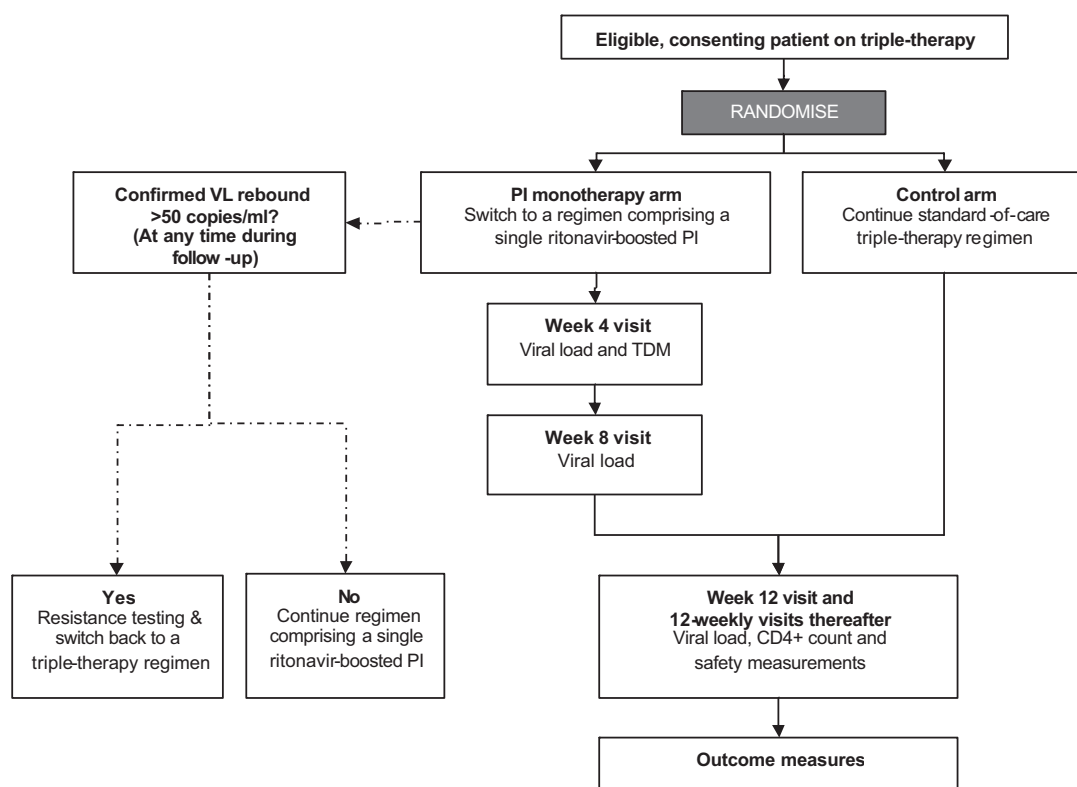 Eligible, consenting patient on triple-therapy
RANDOMISE
Confirmed VL rebound
>50 copies/ml?
(At any time during
follow -up)
PI monotherapy arm
Switch to a regimen comprising a
single ritonavir-boosted PI
Control arm
Continue standard -of-care
triple-therapy regimen
Week 4 visit
Viral load and TDM
Week 8 visit
Viral load
Yes
Resistance testing &
switch back to a
triple-therapy regimen
No
Continue regimen
comprising a single
ritonavir-boosted PI
Week 12 visit and
12-weekly visits thereafter
Viral load, CD4+ count and
safety measurements
Outcome measures